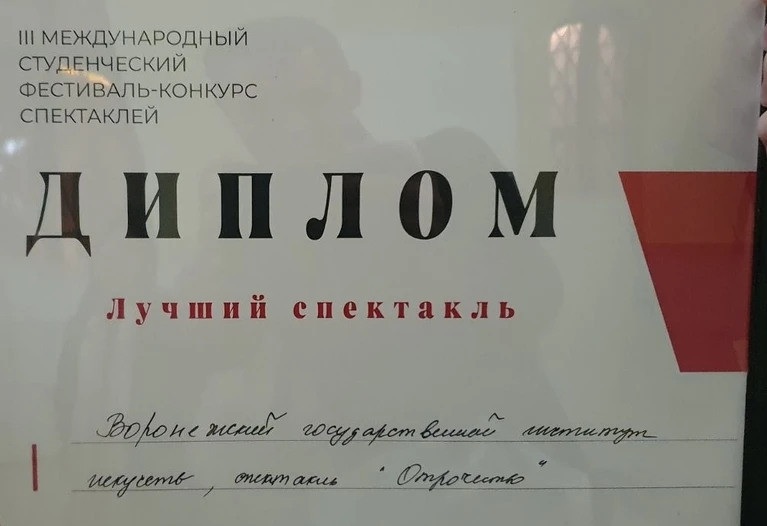 III МЕЖДУНАРОДНЫЙ
СТУДЕНЧЕСКИЙ
ФЕСТИВАЛЬ-КОНКУРС
СПЕКТАКЛЕЙ
ДИПЛОМ
Лучший спектакль
Воронежский государственный институт
искусств, спектакль "Отрочество"